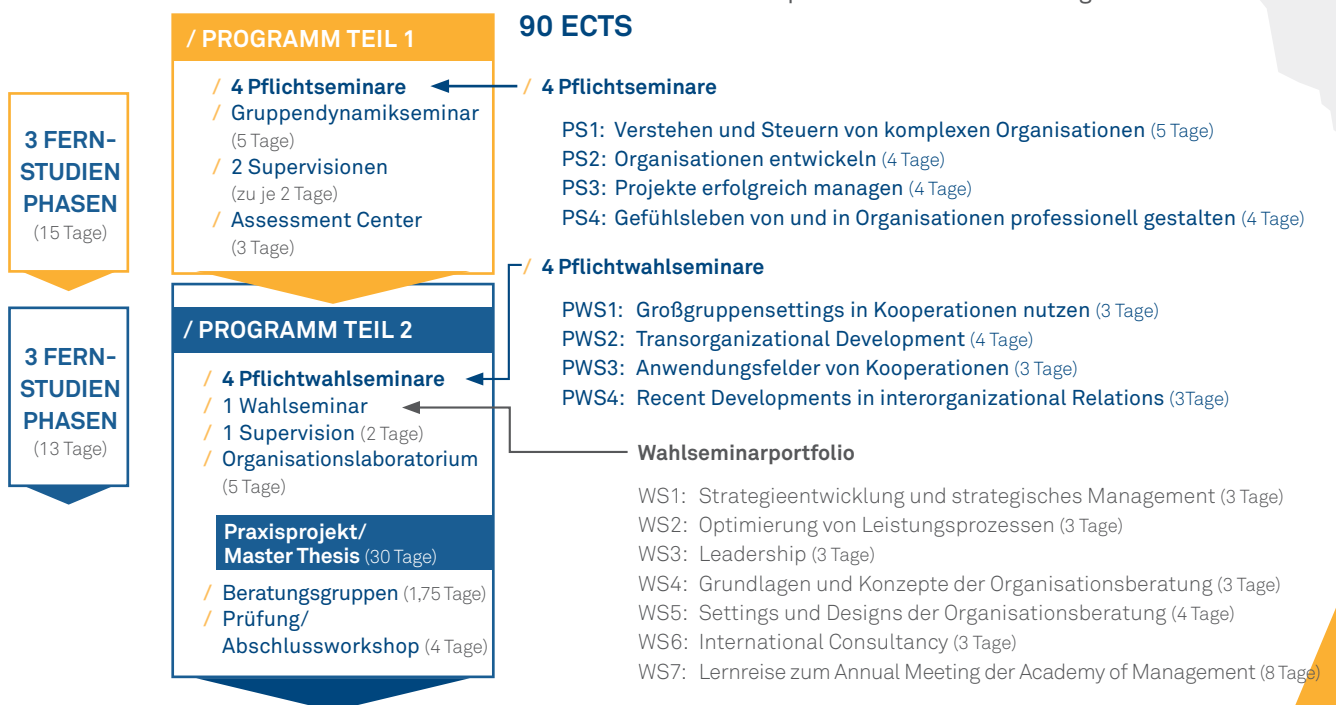 90 ECTS
/ PROGRAMM TEIL 1
/ 4 Pflichtseminare
/ Gruppendynamikseminar
(5 Tage)
/ 2 Supervisionen
(zu je 2 Tage)
/ Assessment Center
(3 Tage)
3 FERN-
STUDIEN
PHASEN
(15 Tage)
/ 4 Pflichtseminare
PS1: Verstehen und Steuern von komplexen Organisationen (5 Tage)
PS2: Organisationen entwickeln (4 Tage)
PS3: Projekte erfolgreich managen (4 Tage)
PS4: Gefühlsleben von und in Organisationen professionell gestalten (4 Tage)
/ 4 Pflichtwahlseminare
PWS1: Großgruppensettings in Kooperationen nutzen (3 Tage)
PWS2: Transorganizational Development (4 Tage)
PWS3: Anwendungsfelder von Kooperationen (3 Tage)
PWS4: Recent Developments in interorganizational Relations (3Tage)
/ PROGRAMM TEIL 2
/ 4 Pflichtwahlseminare
/ 1 Wahlseminar
/ 1 Supervision (2 Tage)
/ Organisationslaboratorium
(5 Tage)
Praxisprojekt/
Master Thesis (30 Tage)
/ Beratungsgruppen (1,75 Tage)
/ Prüfung/
Abschlussworkshop (4 Tage)
3 FERN-
STUDIEN
PHASEN
(13 Tage)
Wahlseminarportfolio
WS1: Strategieentwicklung und strategisches Management (3 Tage)
WS2: Optimierung von Leistungsprozessen (3 Tage)
WS3: Leadership (3 Tage)
WS4: Grundlagen und Konzepte der Organisationsberatung (3 Tage)
WS5: Settings und Designs der Organisationsberatung (4 Tage)
WS6: International Consultancy (3 Tage)
WS7: Lernreise zum Annual Meeting der Academy of Management (8 Tage)